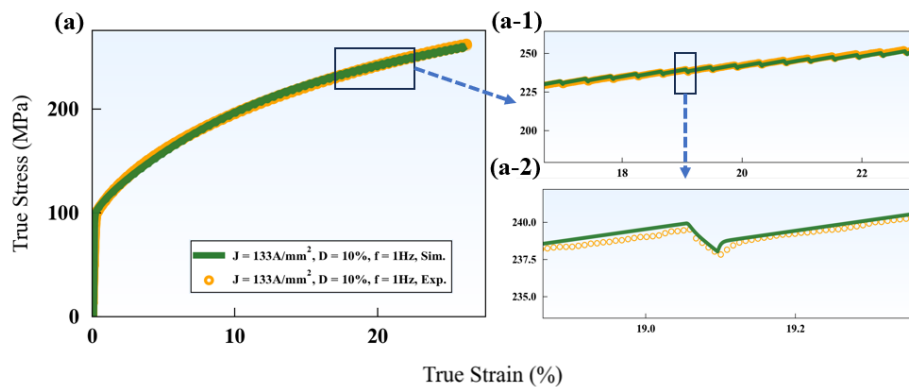 (a)
True Stress (MPa)
200
100
0
0
10
20
J = 133A/mm², D = 10%, f = 1Hz, Sim.
J = 133A/mm², D = 10%, f = 1Hz, Exp.
(a-1)
250
225
200
18
20
22
(a-2)
240.0
237.5
235.0
19.0
19.2
True Strain (%)